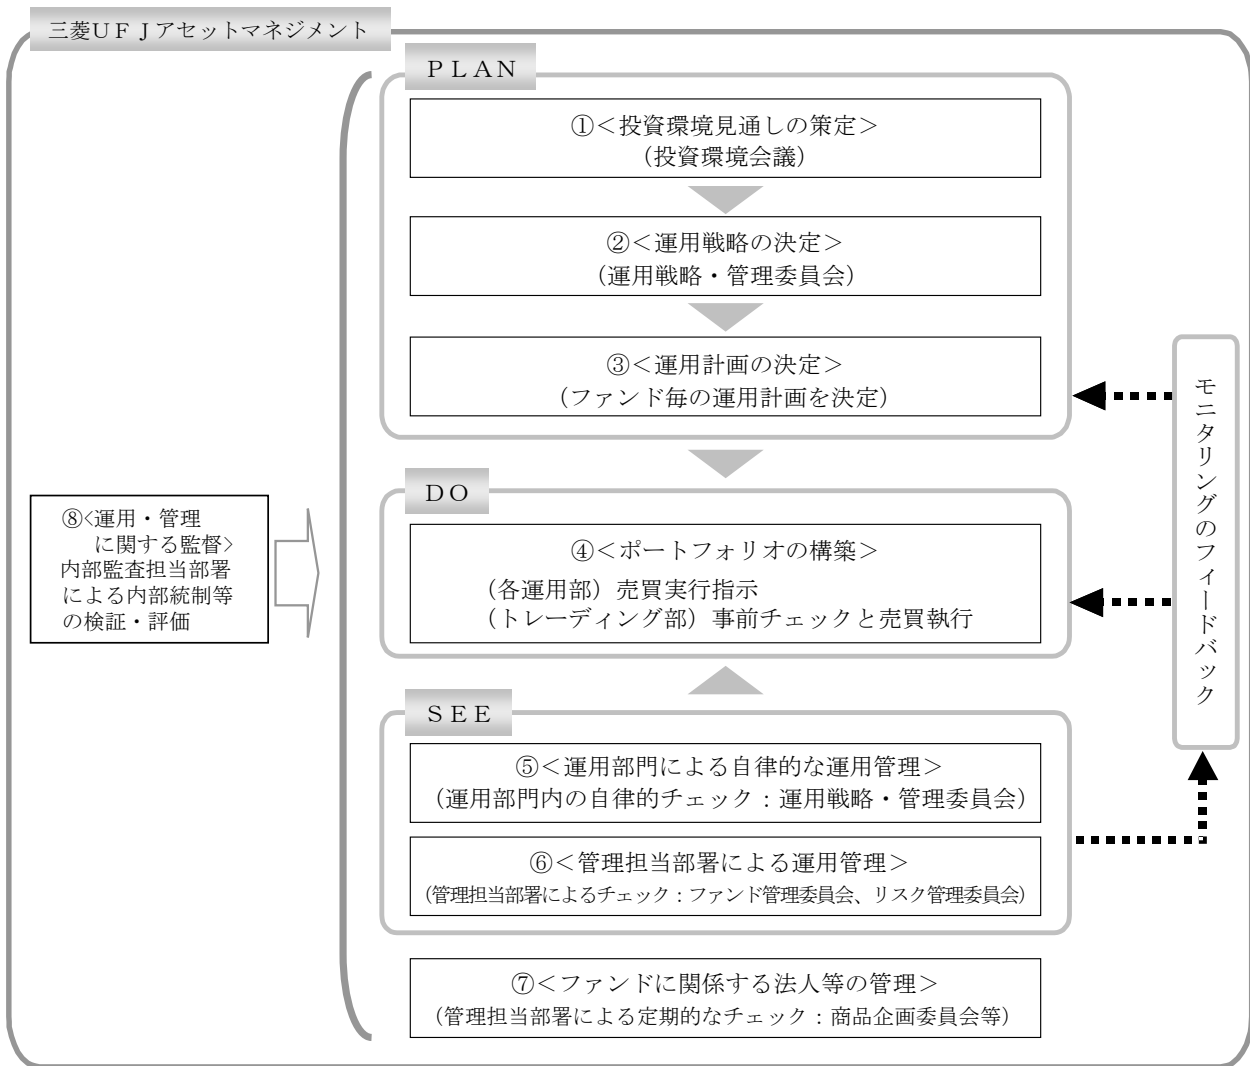 三菱ＵＦＪアセットマネジメント
ＰＬＡＮ
①＜投資環境見通しの策定＞
（投資環境会議）
②＜運用戦略の決定＞
（運用戦略・管理委員会）
③＜運用計画の決定＞
（ファンド毎の運用計画を決定）
ＤＯ
④＜ポートフォリオの構築＞
（各運用部）売買実行指示
（トレーディング部）事前チェックと売買執行
ＳＥＥ
⑤＜運用部門による自律的な運用管理＞
（運用部門内の自律的チェック：運用戦略・管理委員会）
⑥＜管理担当部署による運用管理＞
（管理担当部署によるチェック：ファンド管理委員会、リスク管理委員会）
⑦＜ファンドに関係する法人等の管理＞
（管理担当部署による定期的なチェック：商品企画委員会等）
⑧<運用・管理
に関する監督>
内部監査担当部署
による内部統制等
の検証・評価
モニタリングのフィードバック